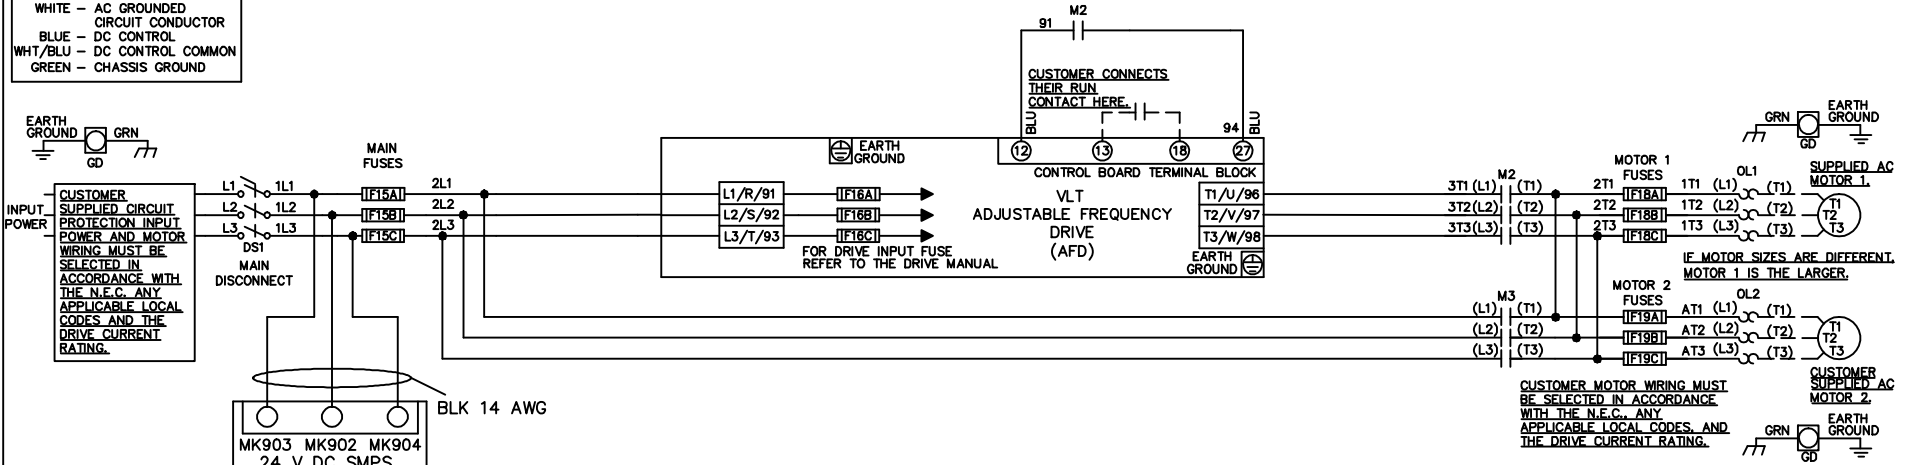 WHITE – AC GROUNDED
CIRCUIT CONDUCTOR
BLUE – DC CONTROL
WHT/BLU – DC CONTROL COMMON
GREEN – CHASSIS GROUND
EARTH
GROUND
GRN
GD
INPUT
POWER
CUSTOMER
SUPPLIED CIRCUIT
PROTECTION INPUT
POWER AND MOTOR
WIRING MUST BE
SELECTED IN
ACCORDANCE WITH
THE N.E.C. ANY
APPLICABLE LOCAL
CODES AND THE
DRIVE CURRENT
RATING.
L1
L2
L3
1L1
1L2
1L3
DS1
MAIN
DISCONNECT
MAIN
FUSES
F15A
F15B
F15C
2L1
2L2
2L3
BLK 14 AWG
MK903 MK902 MK904
24 V DC SMPS
L1/R/91
L2/S/92
L3/T/93
EARTH
GROUND
F16A
F16B
F16C
FOR DRIVE INPUT FUSE
REFER TO THE DRIVE MANUAL
M2
91
CUSTOMER CONNECTS
THEIR RUN
CONTACT HERE.
BLU
94
BLU
12
13
18
27
CONTROL BOARD TERMINAL BLOCK
VLT
ADJUSTABLE FREQUENCY
DRIVE
(AFD)
T1/U/96
T2/V/97
T3/W/98
EARTH
GROUND
M2
3T1 (L1) (T1)
3T2(L2) (T2)
3T3(L3) (T3)
M3
(L1) (T1)
(L2) (T2)
(L3) (T3)
MOTOR 1
FUSES
2T1 F18A 1T1 (L1)
2T2 F18B 1T2 (L2)
2T3 F18C 1T3 (L3)
OL1
(T1)
(T2)
(T3)
GRN
EARTH
GROUND
GD
SUPPLIED AC
MOTOR 1.
T1
T2
T3
IF MOTOR SIZES ARE DIFFERENT,
MOTOR 1 IS THE LARGER.
MOTOR 2
FUSES
F19A AT1 (L1)
F19B AT2 (L2)
F19C AT3 (L3)
OL2
(T1)
(T2)
(T3)
T1
T2
T3
CUSTOMER
SUPPLIED AC
MOTOR 2.
CUSTOMER MOTOR WIRING MUST
BE SELECTED IN ACCORDANCE
WITH THE N.E.C., ANY
APPLICABLE LOCAL CODES, AND
THE DRIVE CURRENT RATING.
GRN
EARTH
GROUND
GD